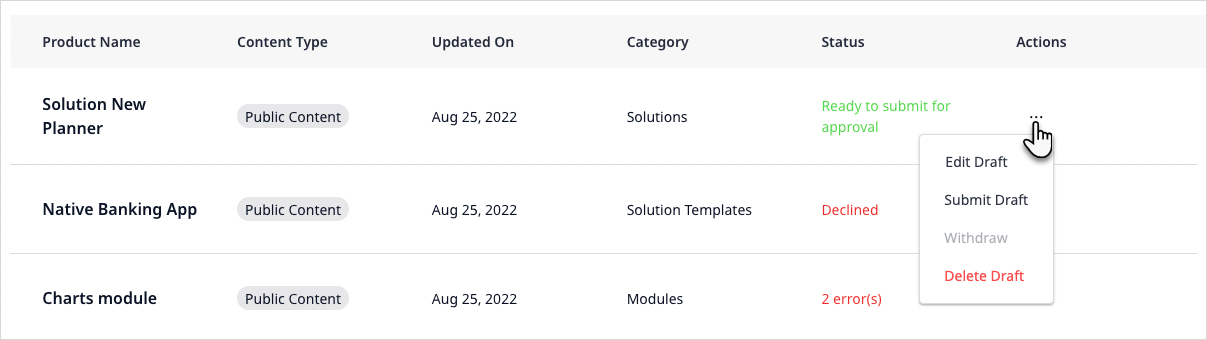 Product Name Content Type Updated On Category Status Actions
Solution New
Planner
Public Content
Aug 25, 2022
Solutions
Ready to submit for
approval
...
Edit Draft
Submit Draft
Withdraw
Delete Draft
Native Banking App Public Content Aug 25, 2022 Solution Templates Declined
Charts module Public Content Aug 25, 2022 Modules 2 error(s)